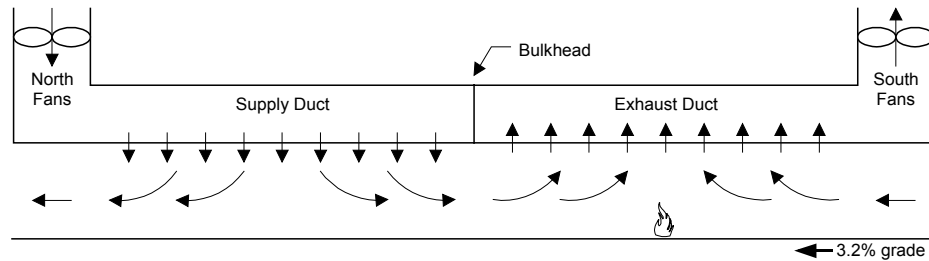 Bulkhead
North
Fans
Supply Duct
Exhaust Duct
South
Fans
3.2% grade